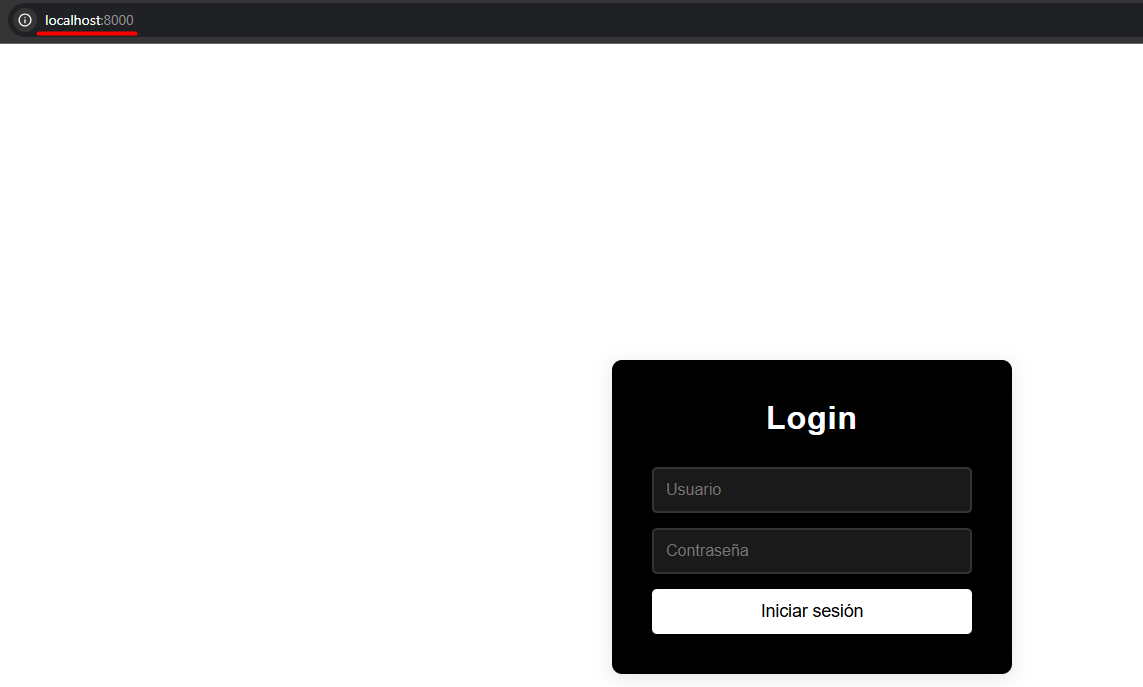 localhost:8000
Login
Usuario
Contraseña
Iniciar sesión